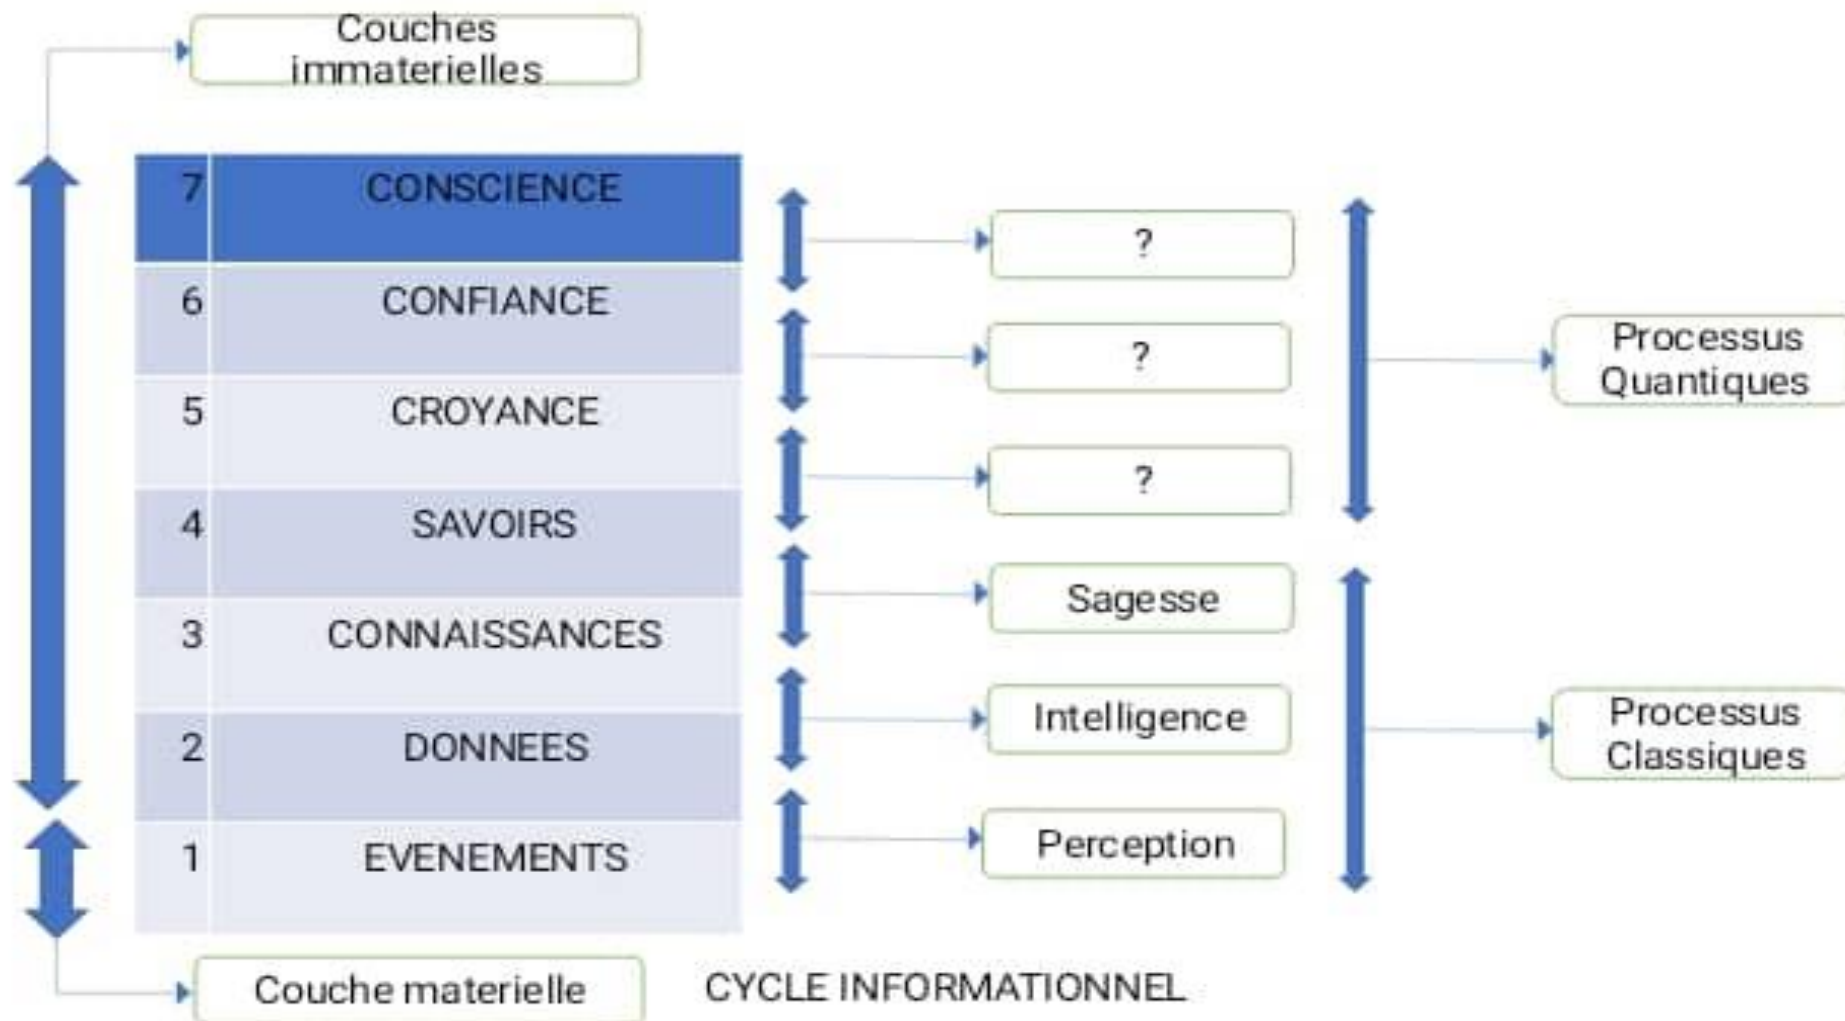 Couches
immaterielles
7 CONSCIENCE
?
6 CONFIANCE
?
Processus
Quantiques
5 CROYANCE
?
4 SAVOIRS
Sagesse
3 CONNAISSANCES
Intelligence
Processus
Classiques
2 DONNEES
Perception
1 EVENEMENTS
Couche materielle
CYCLE INFORMATIONNEL